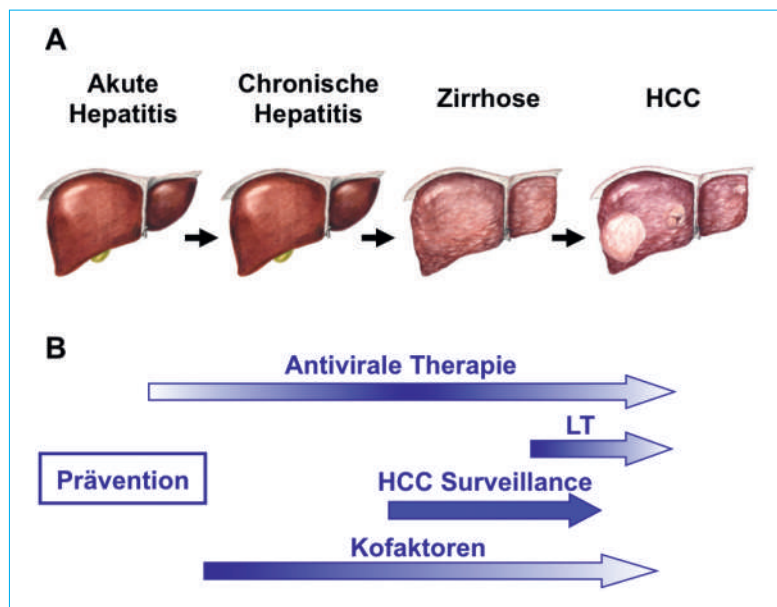 A
Akute
Hepatitis
Chronische
Hepatitis
Zirrhose
HCC
B
Antivirale Therapie
LT
Prävention
HCC Surveillance
Kofaktoren